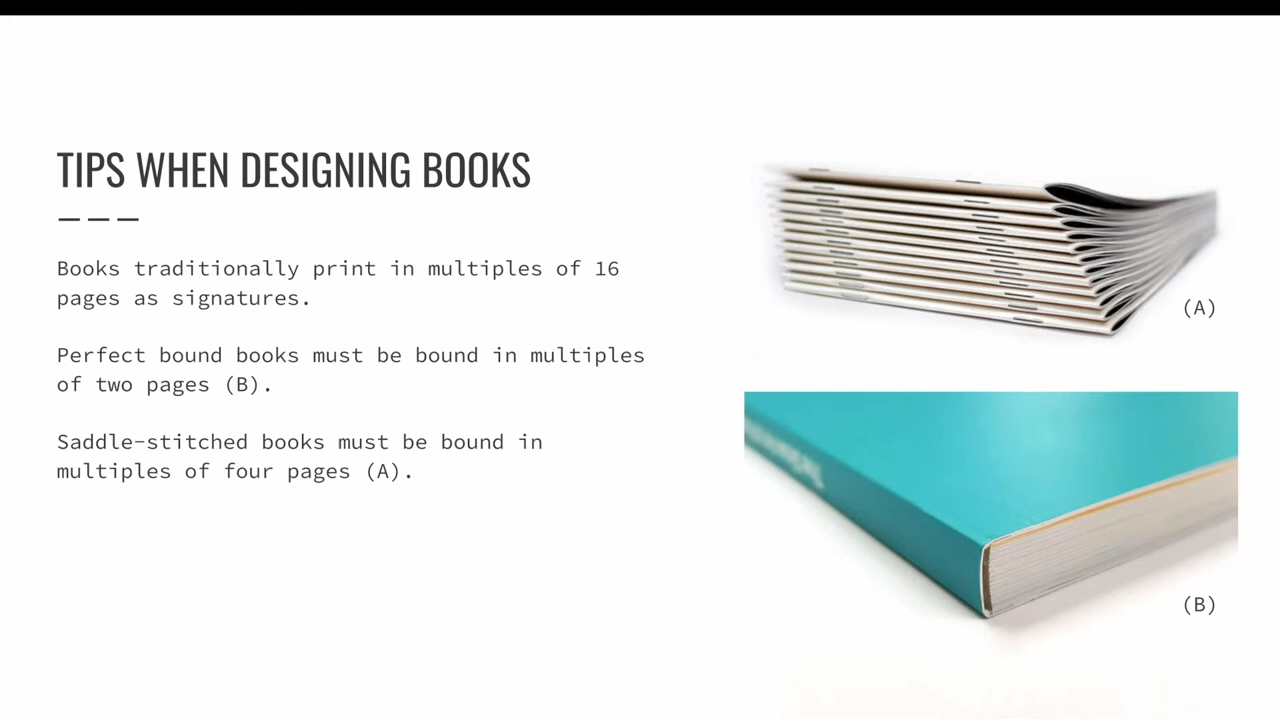 TIPS WHEN DESIGNING BOOKS
Books traditionally print in multiples of 16
pages as signatures.
Perfect bound books must be bound in multiples
of two pages (B).
Saddle-stitched books must be bound in
multiples of four pages (A).
(A)
(B)